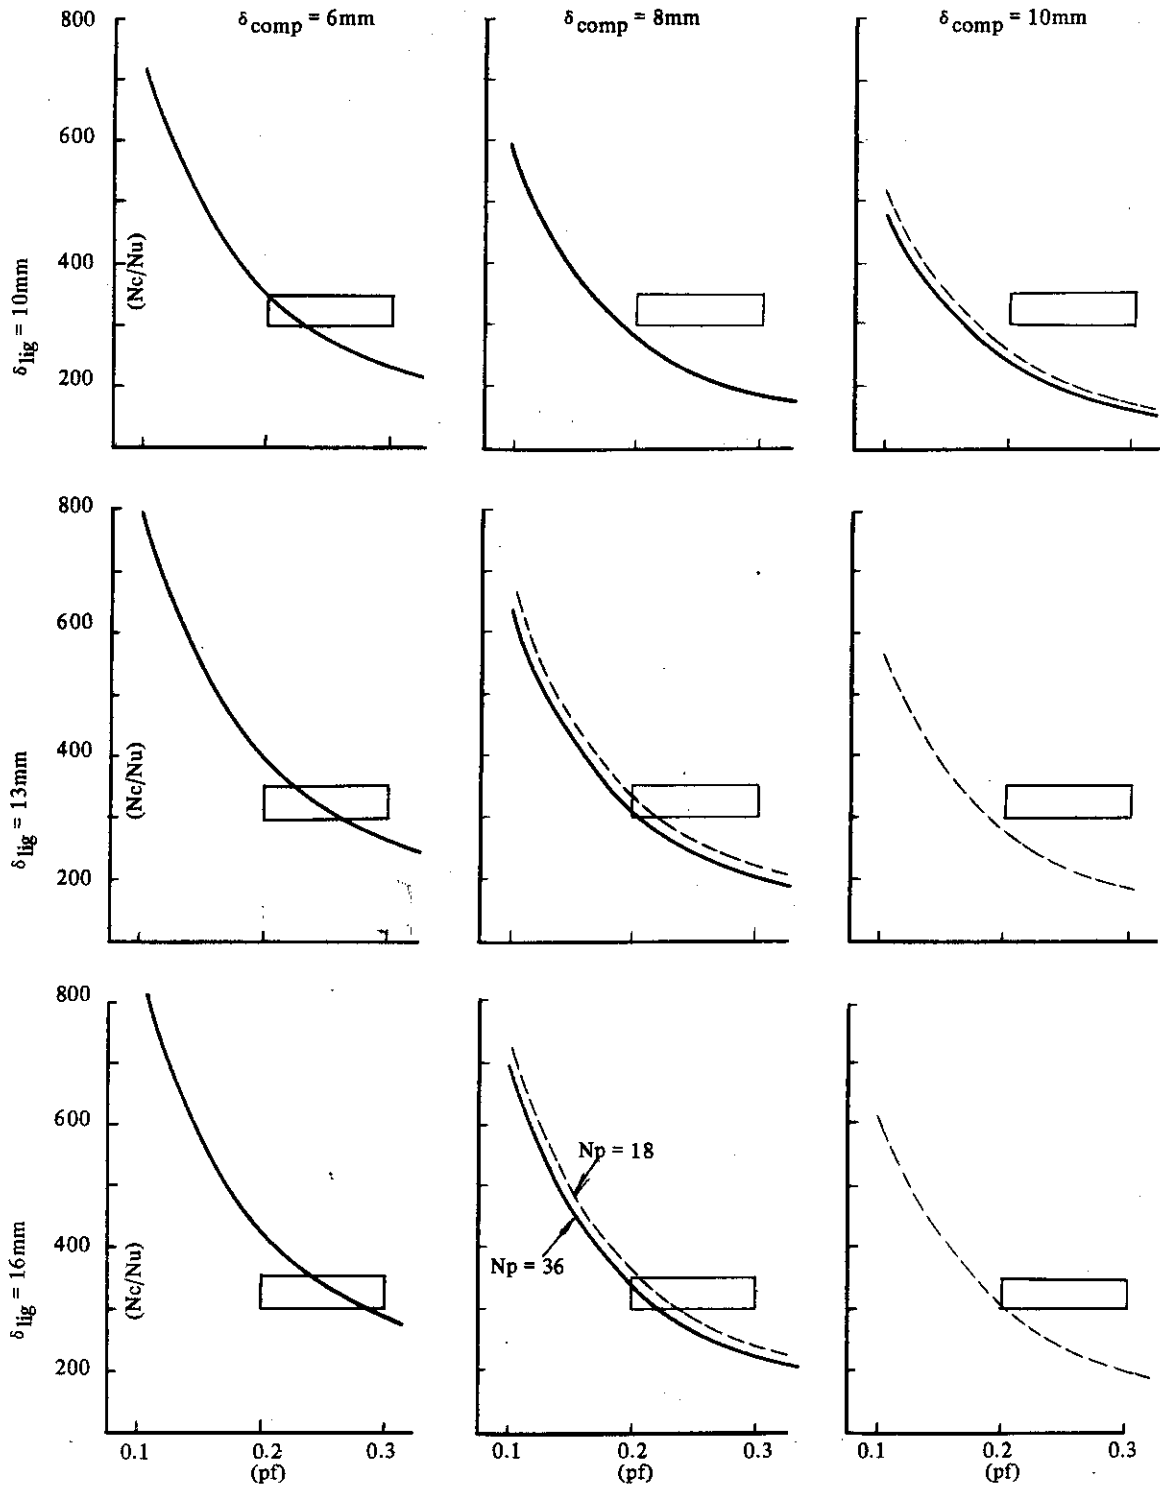 δcomp = 6mm
δcomp = 8mm
δcomp = 10mm
δlig = 10mm
800
600
400
200
(Nc/Nu)
δlig = 13mm
800
600
400
200
(Nc/Nu)
δlig = 16mm
800
600
400
200
(Nc/Nu)
Np = 18
Np = 36
0.1 0.2 0.3
(pf)
0.1 0.2 0.3
(pf)
0.1 0.2 0.3
(pf)